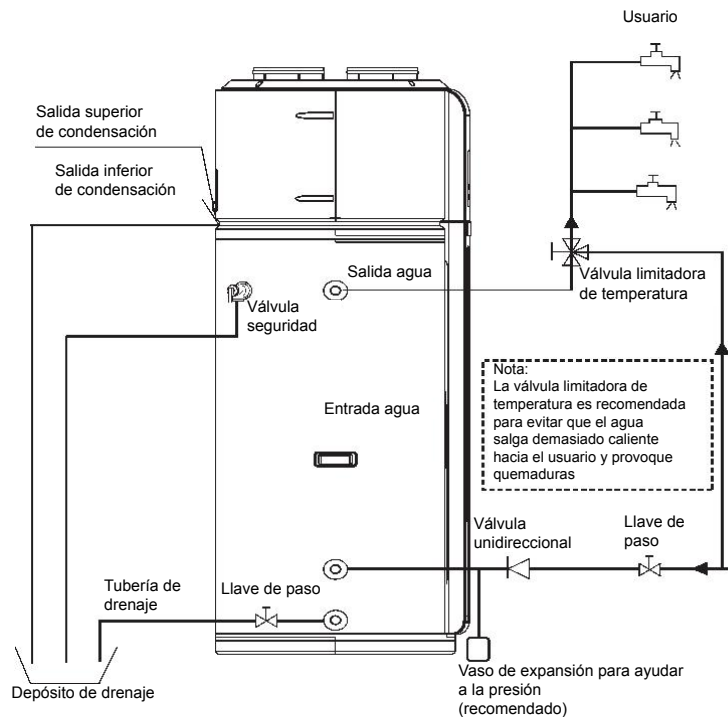 Usuario
Salida superior
de condensación
Salida inferior
de condensación
Salida agua
Válvula limitadora
de temperatura
Válvula
seguridad
Nota:
La válvula limitadora de
temperatura es recomendada
para evitar que el agua
salga demasiado caliente
hacia el usuario y provoque
quemaduras
Entrada agua
Válvula
unidireccional
Llave de
paso
Tubería de
drenaje
Llave de paso
Depósito de drenaje
Vaso de expansión para ayudar
a la presión
(recomendado)